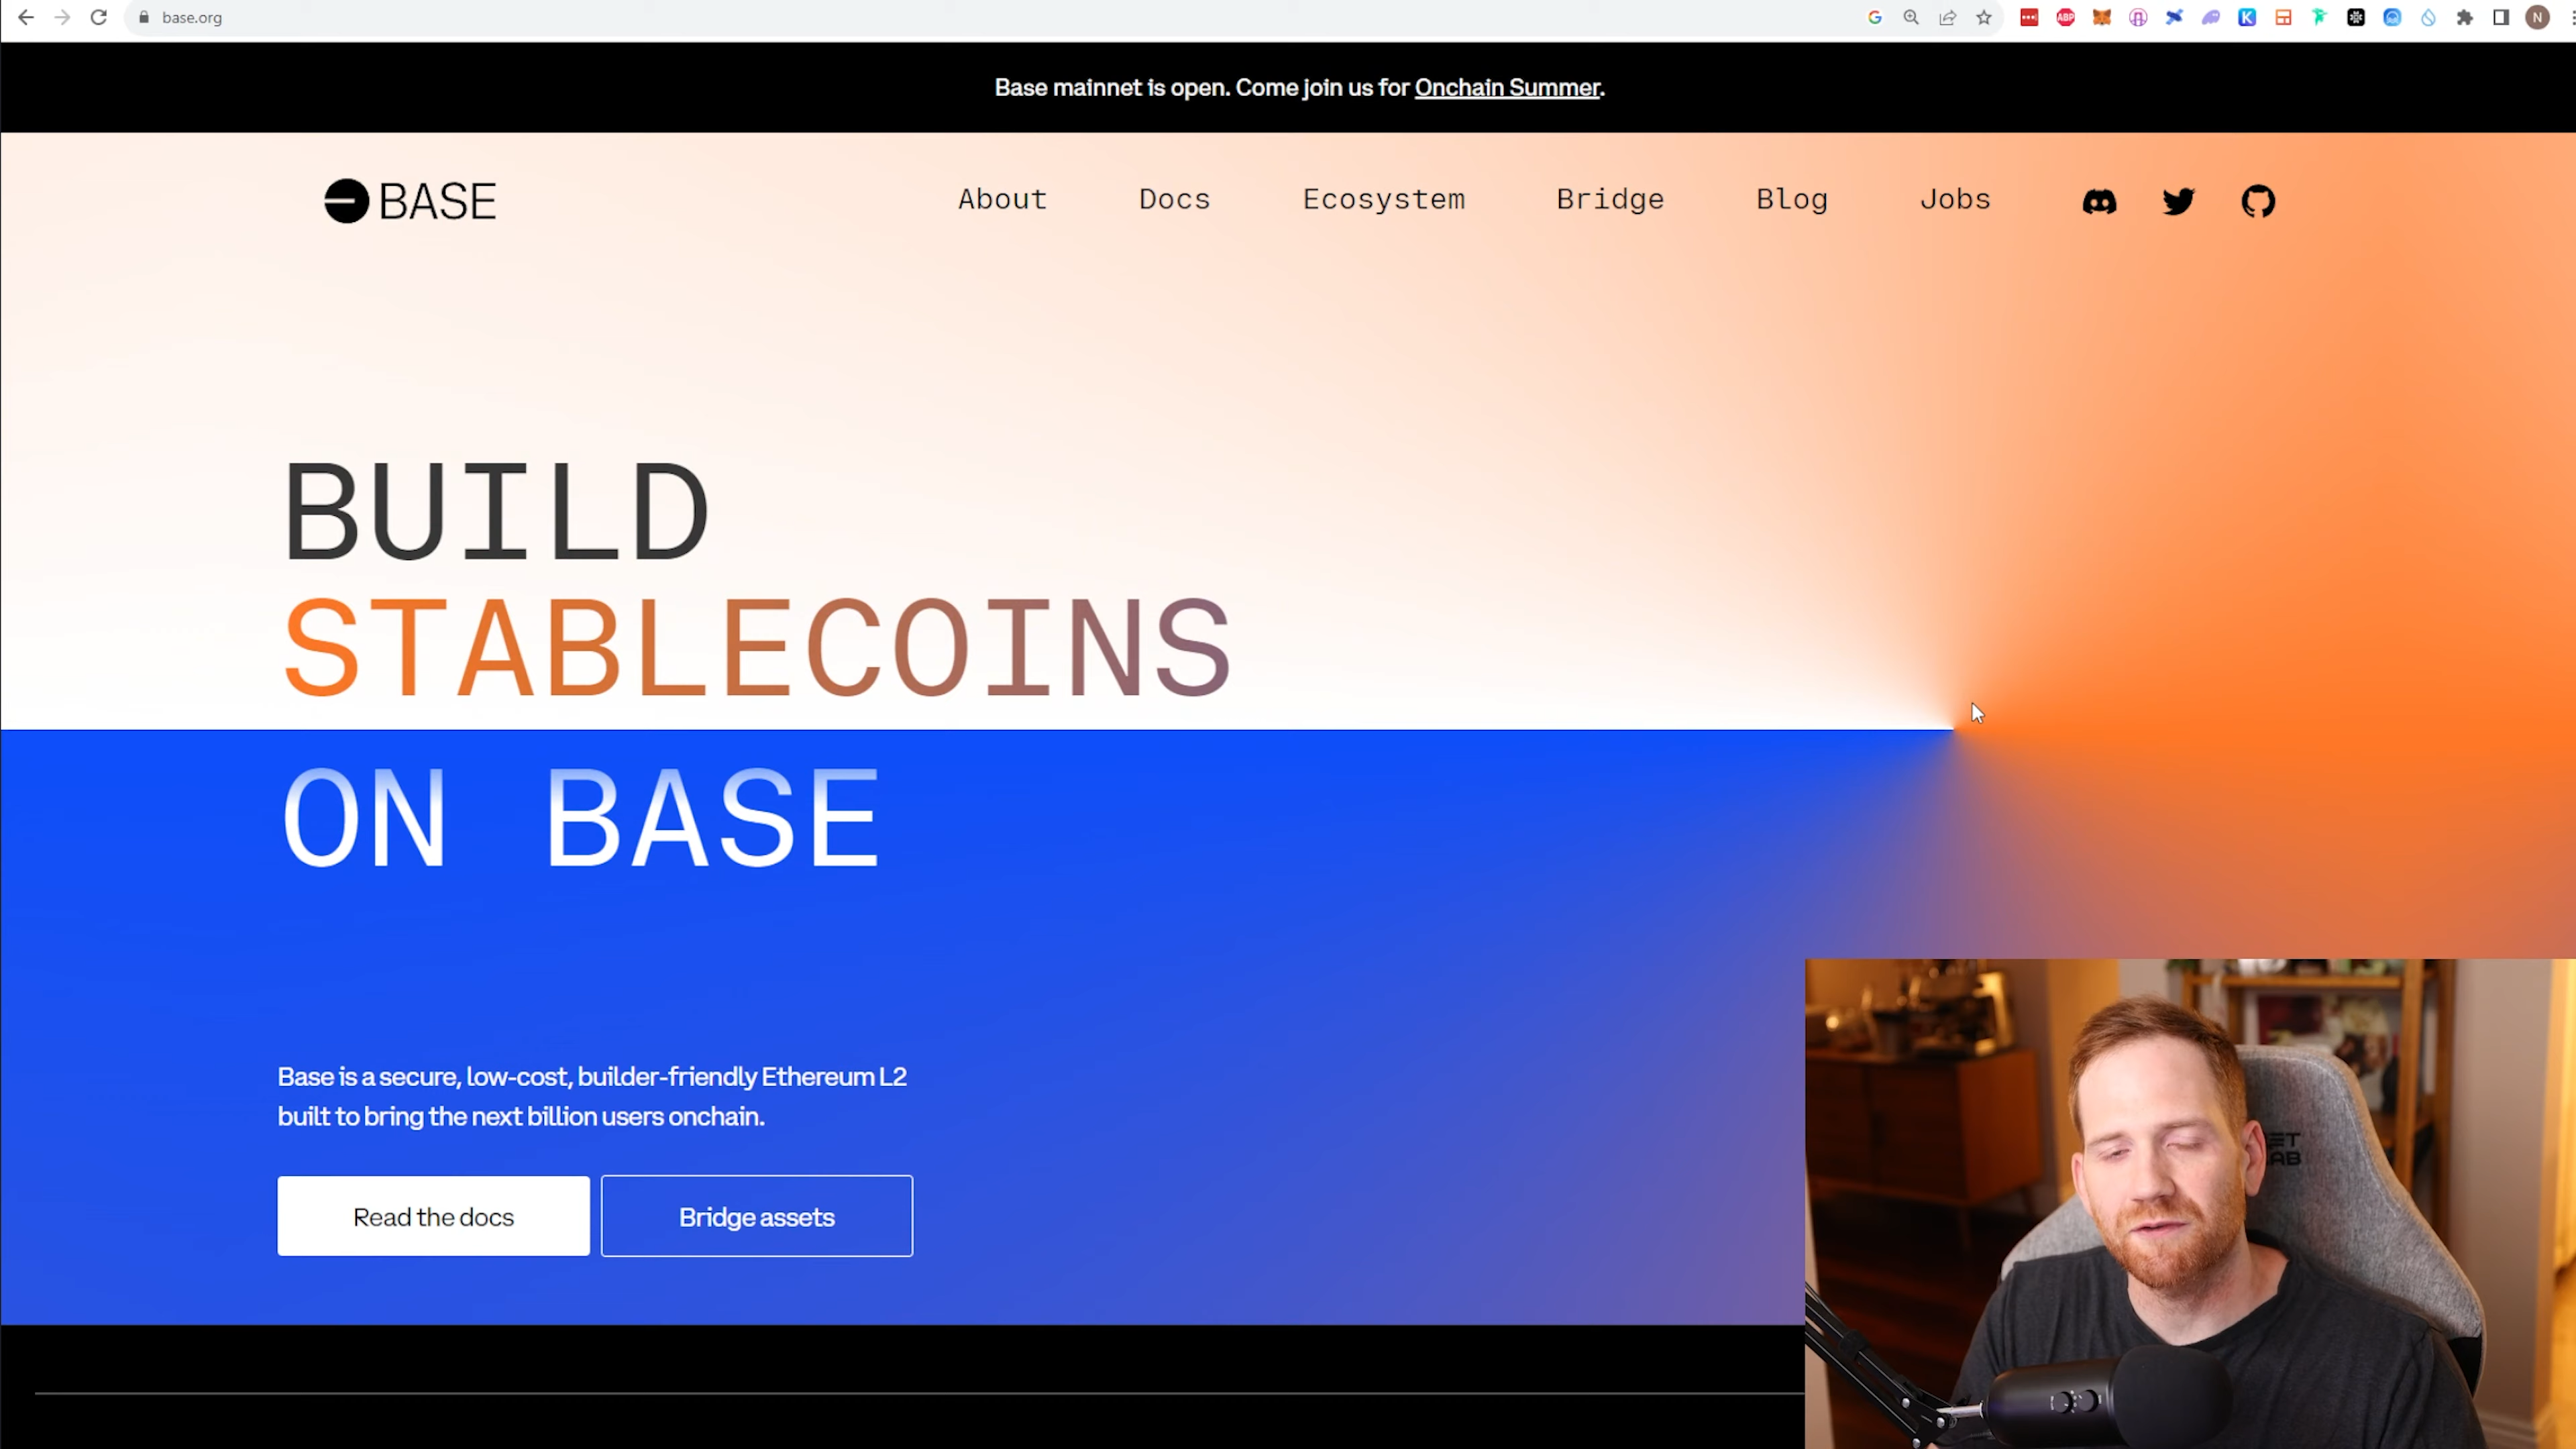 base.org
ABP
K
N
Base mainnet is open. Come join us for Onchain Summer.
BASE
About Docs Ecosystem Bridge Blog Jobs
BUILD
STABLECOINS
ON BASE
Base is a secure, low-cost, builder-friendly Ethereum L2
built to bring the next billion users onchain.
Read the docs Bridge assets